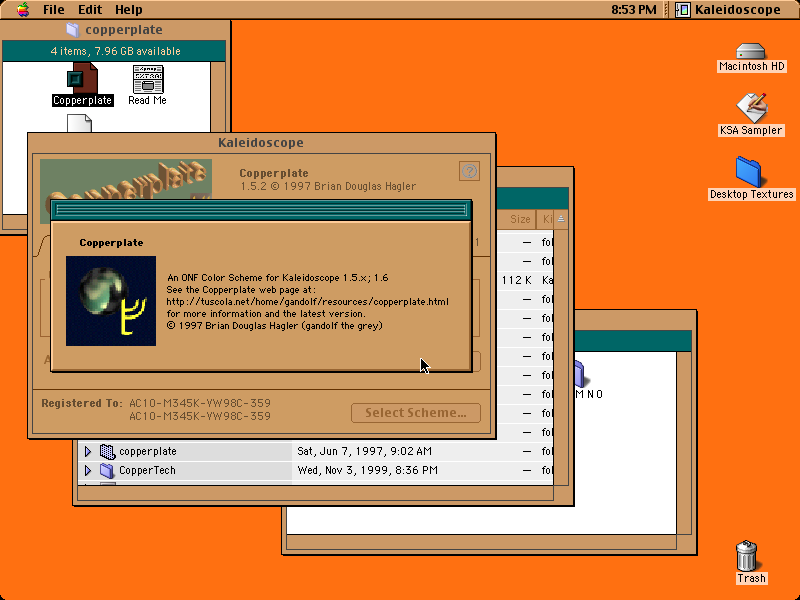 File Edit Help
8:53 PM
Kaleidoscope
copperplate
4 items, 7.96 GB available
Copperplate
Read Me
Macintosh HD
KSA Sampler
Desktop Textures
Kaleidoscope
Copperplate
Copperplate
1.5.2 © 1997 Brian Douglas Hagler
Size
Ki
1
Copperplate
An ONF Color Scheme for Kaleidoscope 1.5.x; 1.6
See the Copperplate web page at:
http://tuscola.net/home/gandolf/resources/copperplate.html
for more information and the latest version.
© 1997 Brian Douglas Hagler (gandolf the grey)
A
— fol
— fol
112 K Ka
— fol
— fol
— fol
— fol
— fol
— fol
— fol
— fol
M N O
Registered To: AC10-M345K-YW98C-359
AC10-M345K-YW98C-359
Select Scheme...
copperplate Sat, Jun 7, 1997, 9:02 AM — fol
CopperTech Wed, Nov 3, 1999, 8:36 PM — fol
Trash